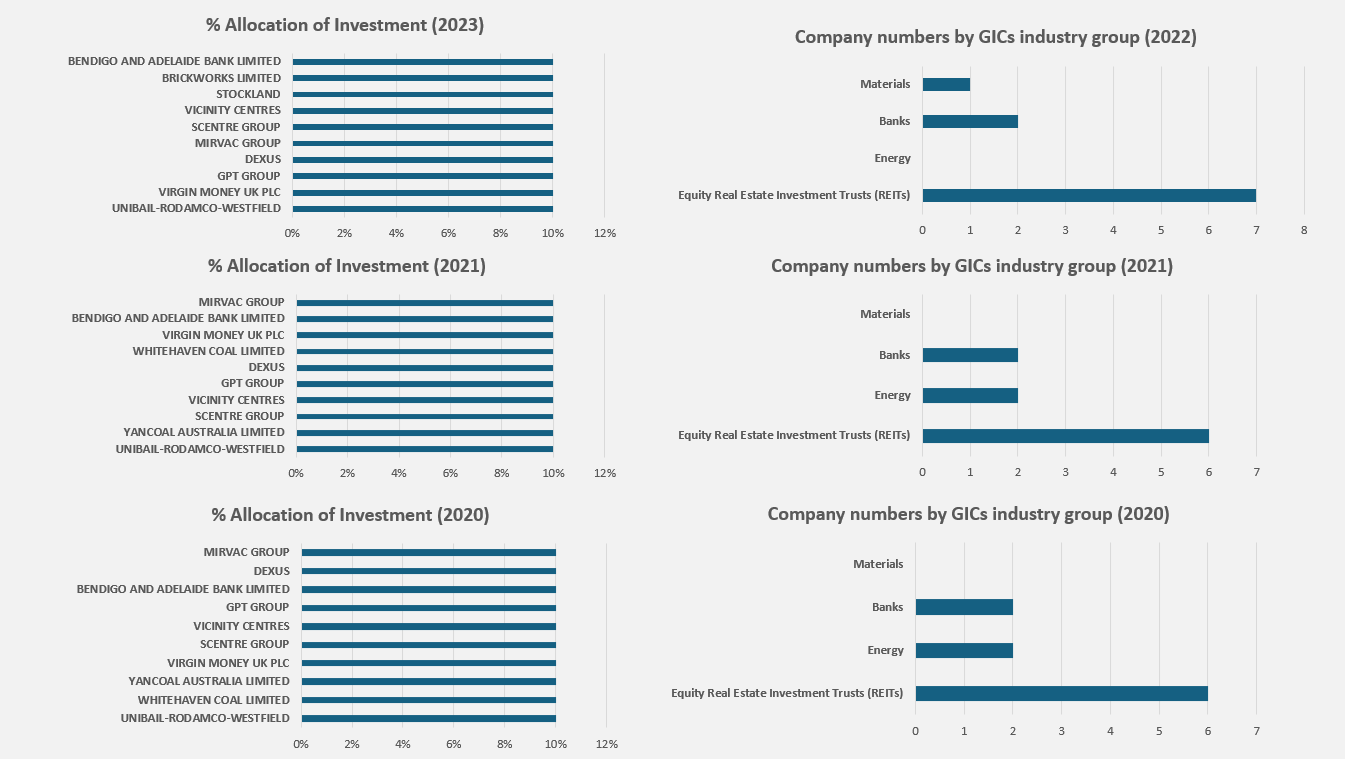 % Allocation of Investment (2023)
BENDIGO AND ADELAIDE BANK LIMITED
BRICKWORKS LIMITED
STOCKLAND
VICINITY CENTRES
SCENTRE GROUP
MIRVAC GROUP
DEXUS
GPT GROUP
VIRGIN MONEY UK PLC
UNIBAIL-RODAMCO-WESTFIELD
0% 2% 4% 6% 8% 10% 12%
Company numbers by GICs industry group (2022)
Materials
Banks
Energy
Equity Real Estate Investment Trusts (REITs)
0 1 2 3 4 5 6 7 8
% Allocation of Investment (2021)
MIRVAC GROUP
BENDIGO AND ADELAIDE BANK LIMITED
VIRGIN MONEY UK PLC
WHITEHAVEN COAL LIMITED
DEXUS
GPT GROUP
VICINITY CENTRES
SCENTRE GROUP
YANCOAL AUSTRALIA LIMITED
UNIBAIL-RODAMCO-WESTFIELD
0% 2% 4% 6% 8% 10% 12%
Company numbers by GICs industry group (2021)
Materials
Banks
Energy
Equity Real Estate Investment Trusts (REITs)
0 1 2 3 4 5 6 7
% Allocation of Investment (2020)
MIRVAC GROUP
DEXUS
BENDIGO AND ADELAIDE BANK LIMITED
GPT GROUP
VICINITY CENTRES
SCENTRE GROUP
VIRGIN MONEY UK PLC
YANCOAL AUSTRALIA LIMITED
WHITEHAVEN COAL LIMITED
UNIBAIL-RODAMCO-WESTFIELD
0% 2% 4% 6% 8% 10% 12%
Company numbers by GICs industry group (2020)
Materials
Banks
Energy
Equity Real Estate Investment Trusts (REITs)
0 1 2 3 4 5 6 7